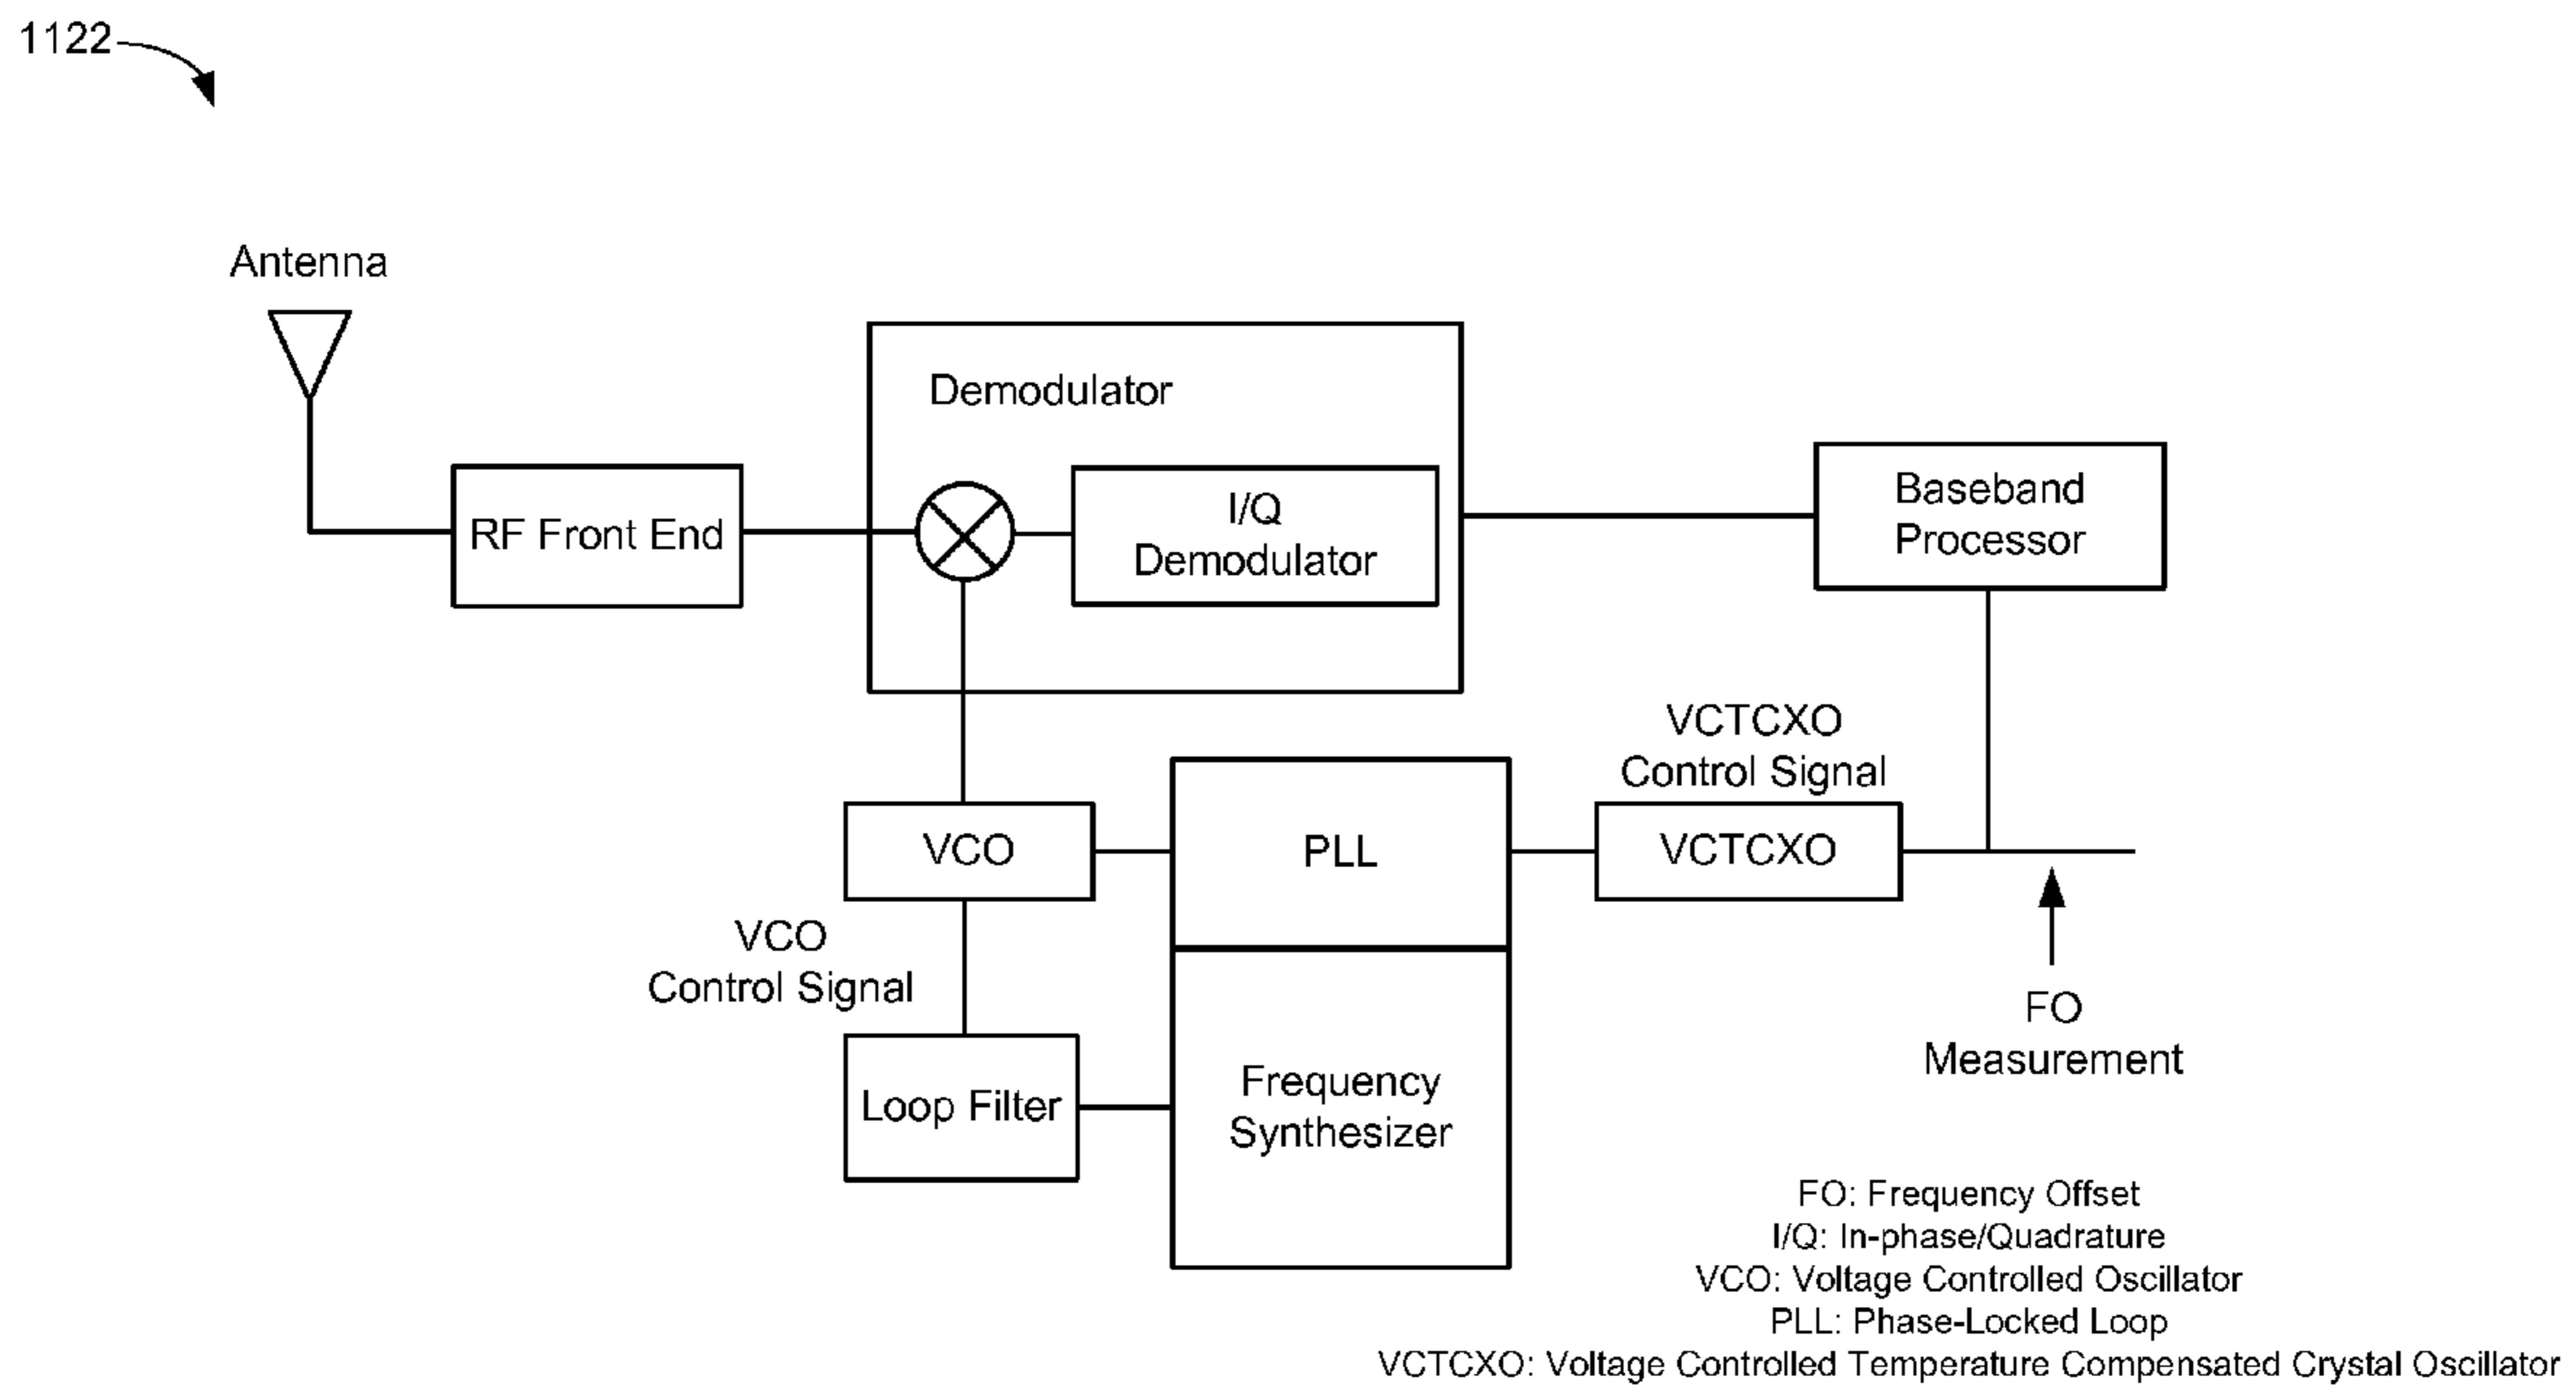 1122
Antenna
Demodulator
RF Front End
I/Q
Demodulator
Baseband
Processor
VCTCXO
Control Signal
VCO
PLL
VCTCXO
VCO
Control Signal
Loop Filter
Frequency
Synthesizer
FO
Measurement
FO: Frequency Offset
I/Q: In-phase/Quadrature
VCO: Voltage Controlled Oscillator
PLL: Phase-Locked Loop
VCTCXO: Voltage Controlled Temperature Compensated Crystal Oscillator